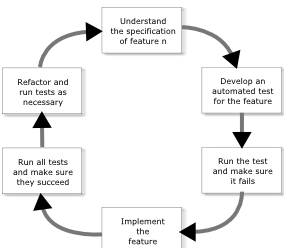 Understand
the specification
of feature n
Develop an
automated test
for the feature
Run the test
and make sure
it fails
Implement
the
feature
Run all tests
and make sure
they succeed
Refactor and
run tests as
necessary